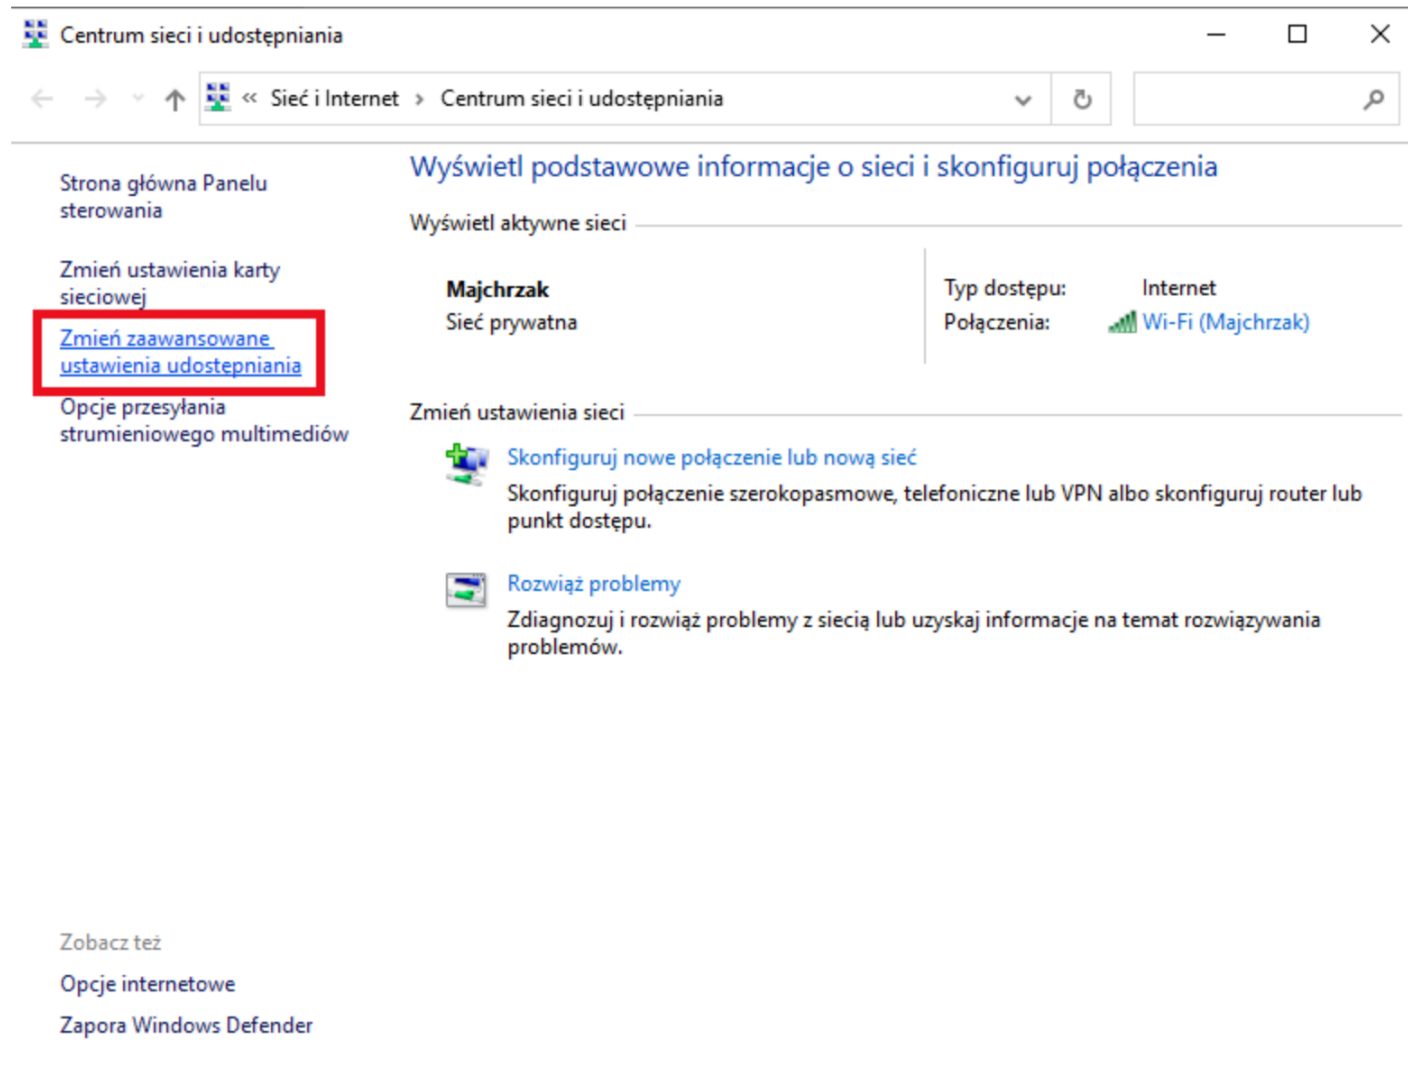 Centrum sieci i udostępniania
« Sieć i Internet › Centrum sieci i udostępniania
Strona główna Panelu
sterowania
Zmień ustawienia karty
sieciowej
Zmień zaawansowane
ustawienia udostępniania
Opcje przesyłania
strumieniowego multimediów
Wyświetl podstawowe informacje o sieci i skonfiguruj połączenia
Wyświetl aktywne sieci
Majchrzak
Sieć prywatna
Typ dostępu: Internet
Połączenia: Wi-Fi (Majchrzak)
Zmień ustawienia sieci
Skonfiguruj nowe połączenie lub nową sieć
Skonfiguruj połączenie szerokopasmowe, telefoniczne lub VPN albo skonfiguruj router lub
punkt dostępu.
Rozwiąż problemy
Zdiagnozuj i rozwiąż problemy z siecią lub uzyskaj informacje na temat rozwiązywania
problemów.
Zobacz też
Opcje internetowe
Zapora Windows Defender